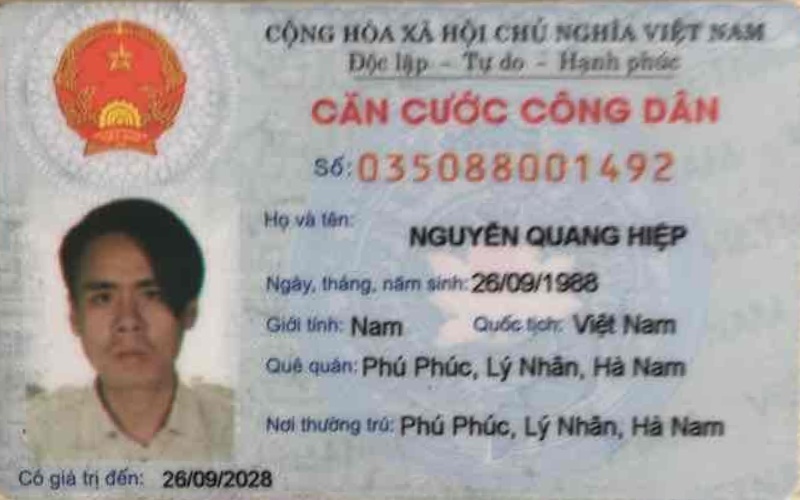 CỘNG HÒA XÃ HỘI CHỦ NGHĨA VIỆT NAM
Độc lập - Tự do - Hạnh phúc
CĂN CƯỚC CÔNG DÂN
Số: 035088001492
Họ và tên:
NGUYỄN QUANG HIỆP
Ngày, tháng, năm sinh: 26/09/1988
Giới tính: Nam Quốc tịch: Việt Nam
Quê quán: Phú Phúc, Lý Nhân, Hà Nam
Nơi thường trú: Phú Phúc, Lý Nhân, Hà Nam
Có giá trị đến: 26/09/2028